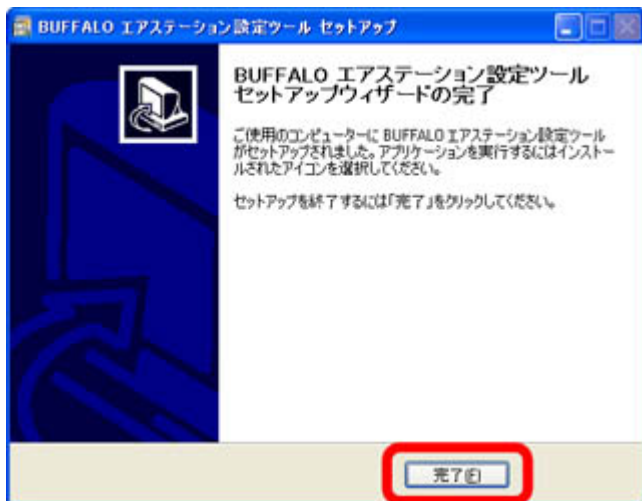 BUFFALO エアステーション設定ツール セットアップ
BUFFALO エアステーション設定ツール
セットアップウィザードの完了
ご使用のコンピューターに BUFFALO エアステーション設定ツール
がセットアップされました。アプリケーションを実行するにはインストー
ルされたアイコンを選択してください。
セットアップを終了するには「完了」をクリックしてください。
完了(F)